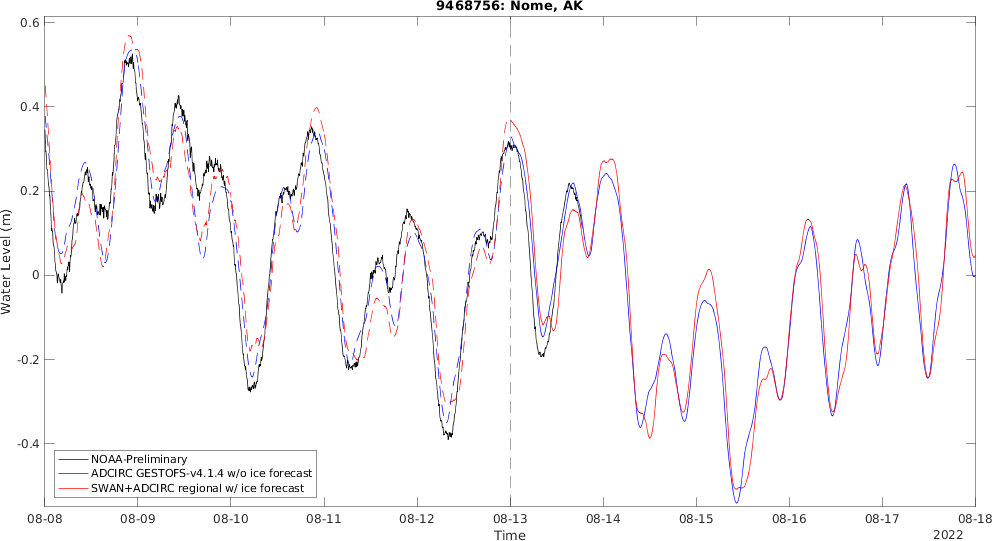 9468756: Nome, AK
0.6
0.4
0.2
0
-0.2
-0.4
Water Level (m)
NOAA-Preliminary
ADCIRC GESTOFS-v4.1.4 w/o ice forecast
SWAN+ADCIRC regional w/ ice forecast
08-08 08-09 08-10 08-11 08-12 08-13 08-14 08-15 08-16 08-17 08-18
Time
2022